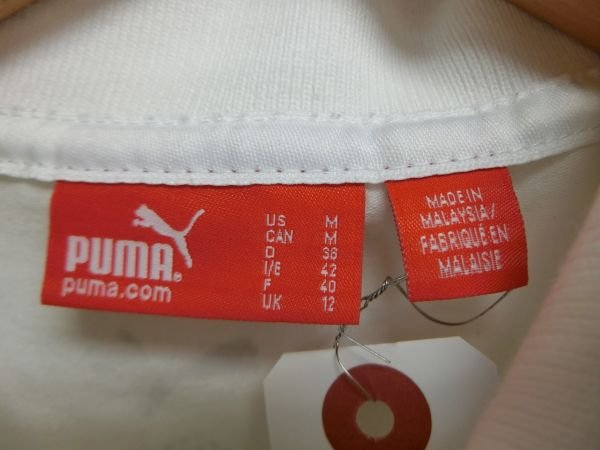 PUMA
puma.com
US M
CAN M
D 38
I/E 42
F 40
UK 12
MADE IN
MALAYSIA/
FABRIQUÉ EN
MALAISIE